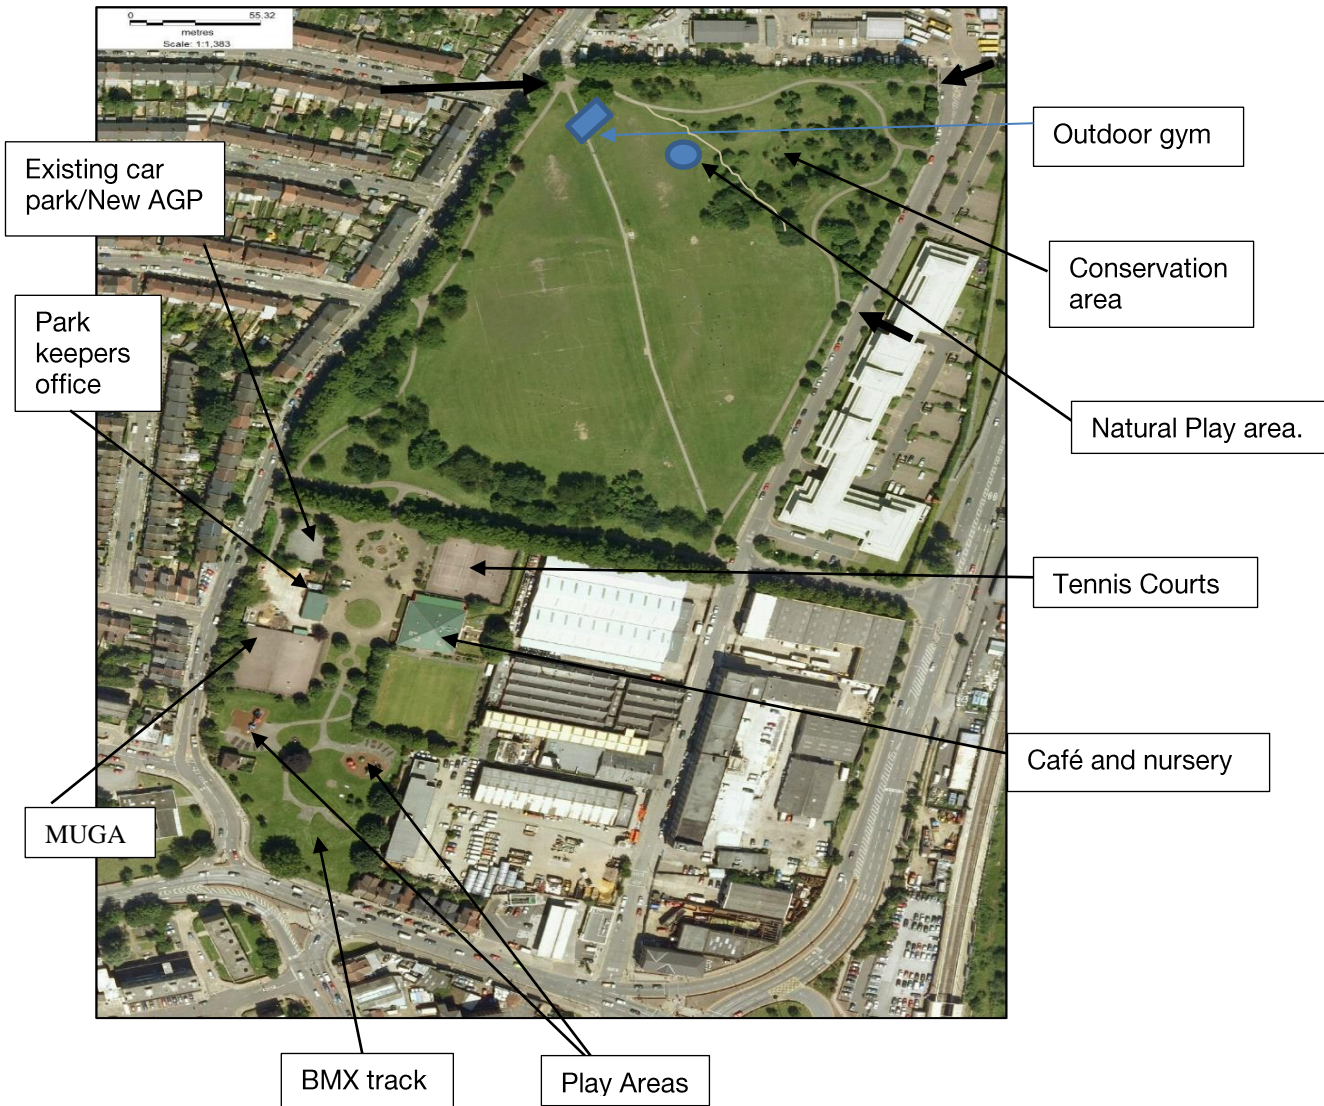 0 55.32
metres
Scale: 1:1,383
Outdoor gym
Existing car
park/New AGP
Conservation
area
Park
keepers
office
Natural Play area.
Tennis Courts
Café and nursery
MUGA
BMX track
Play Areas